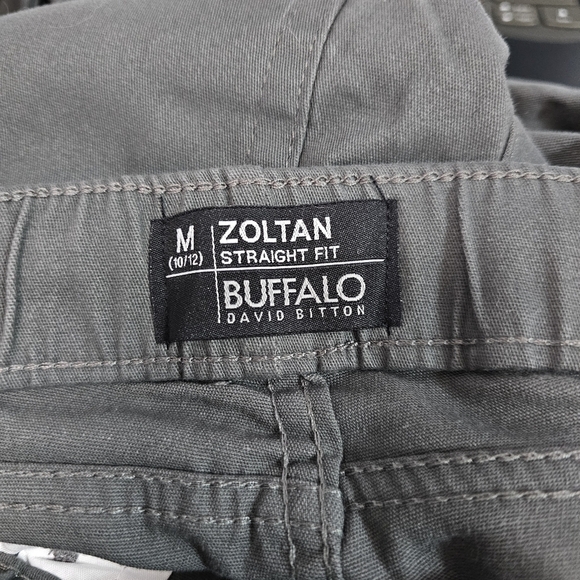 M
(10/12)
ZOLTAN
STRAIGHT FIT
BUFFALO
DAVID BITTON